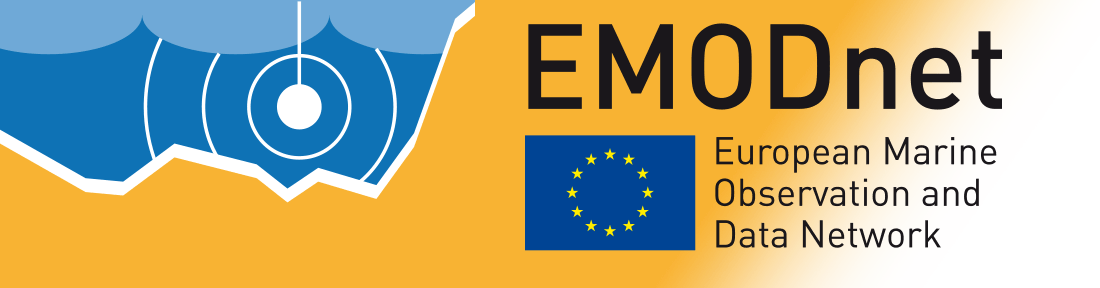 EMODnet
European Marine
Observation and
Data Network